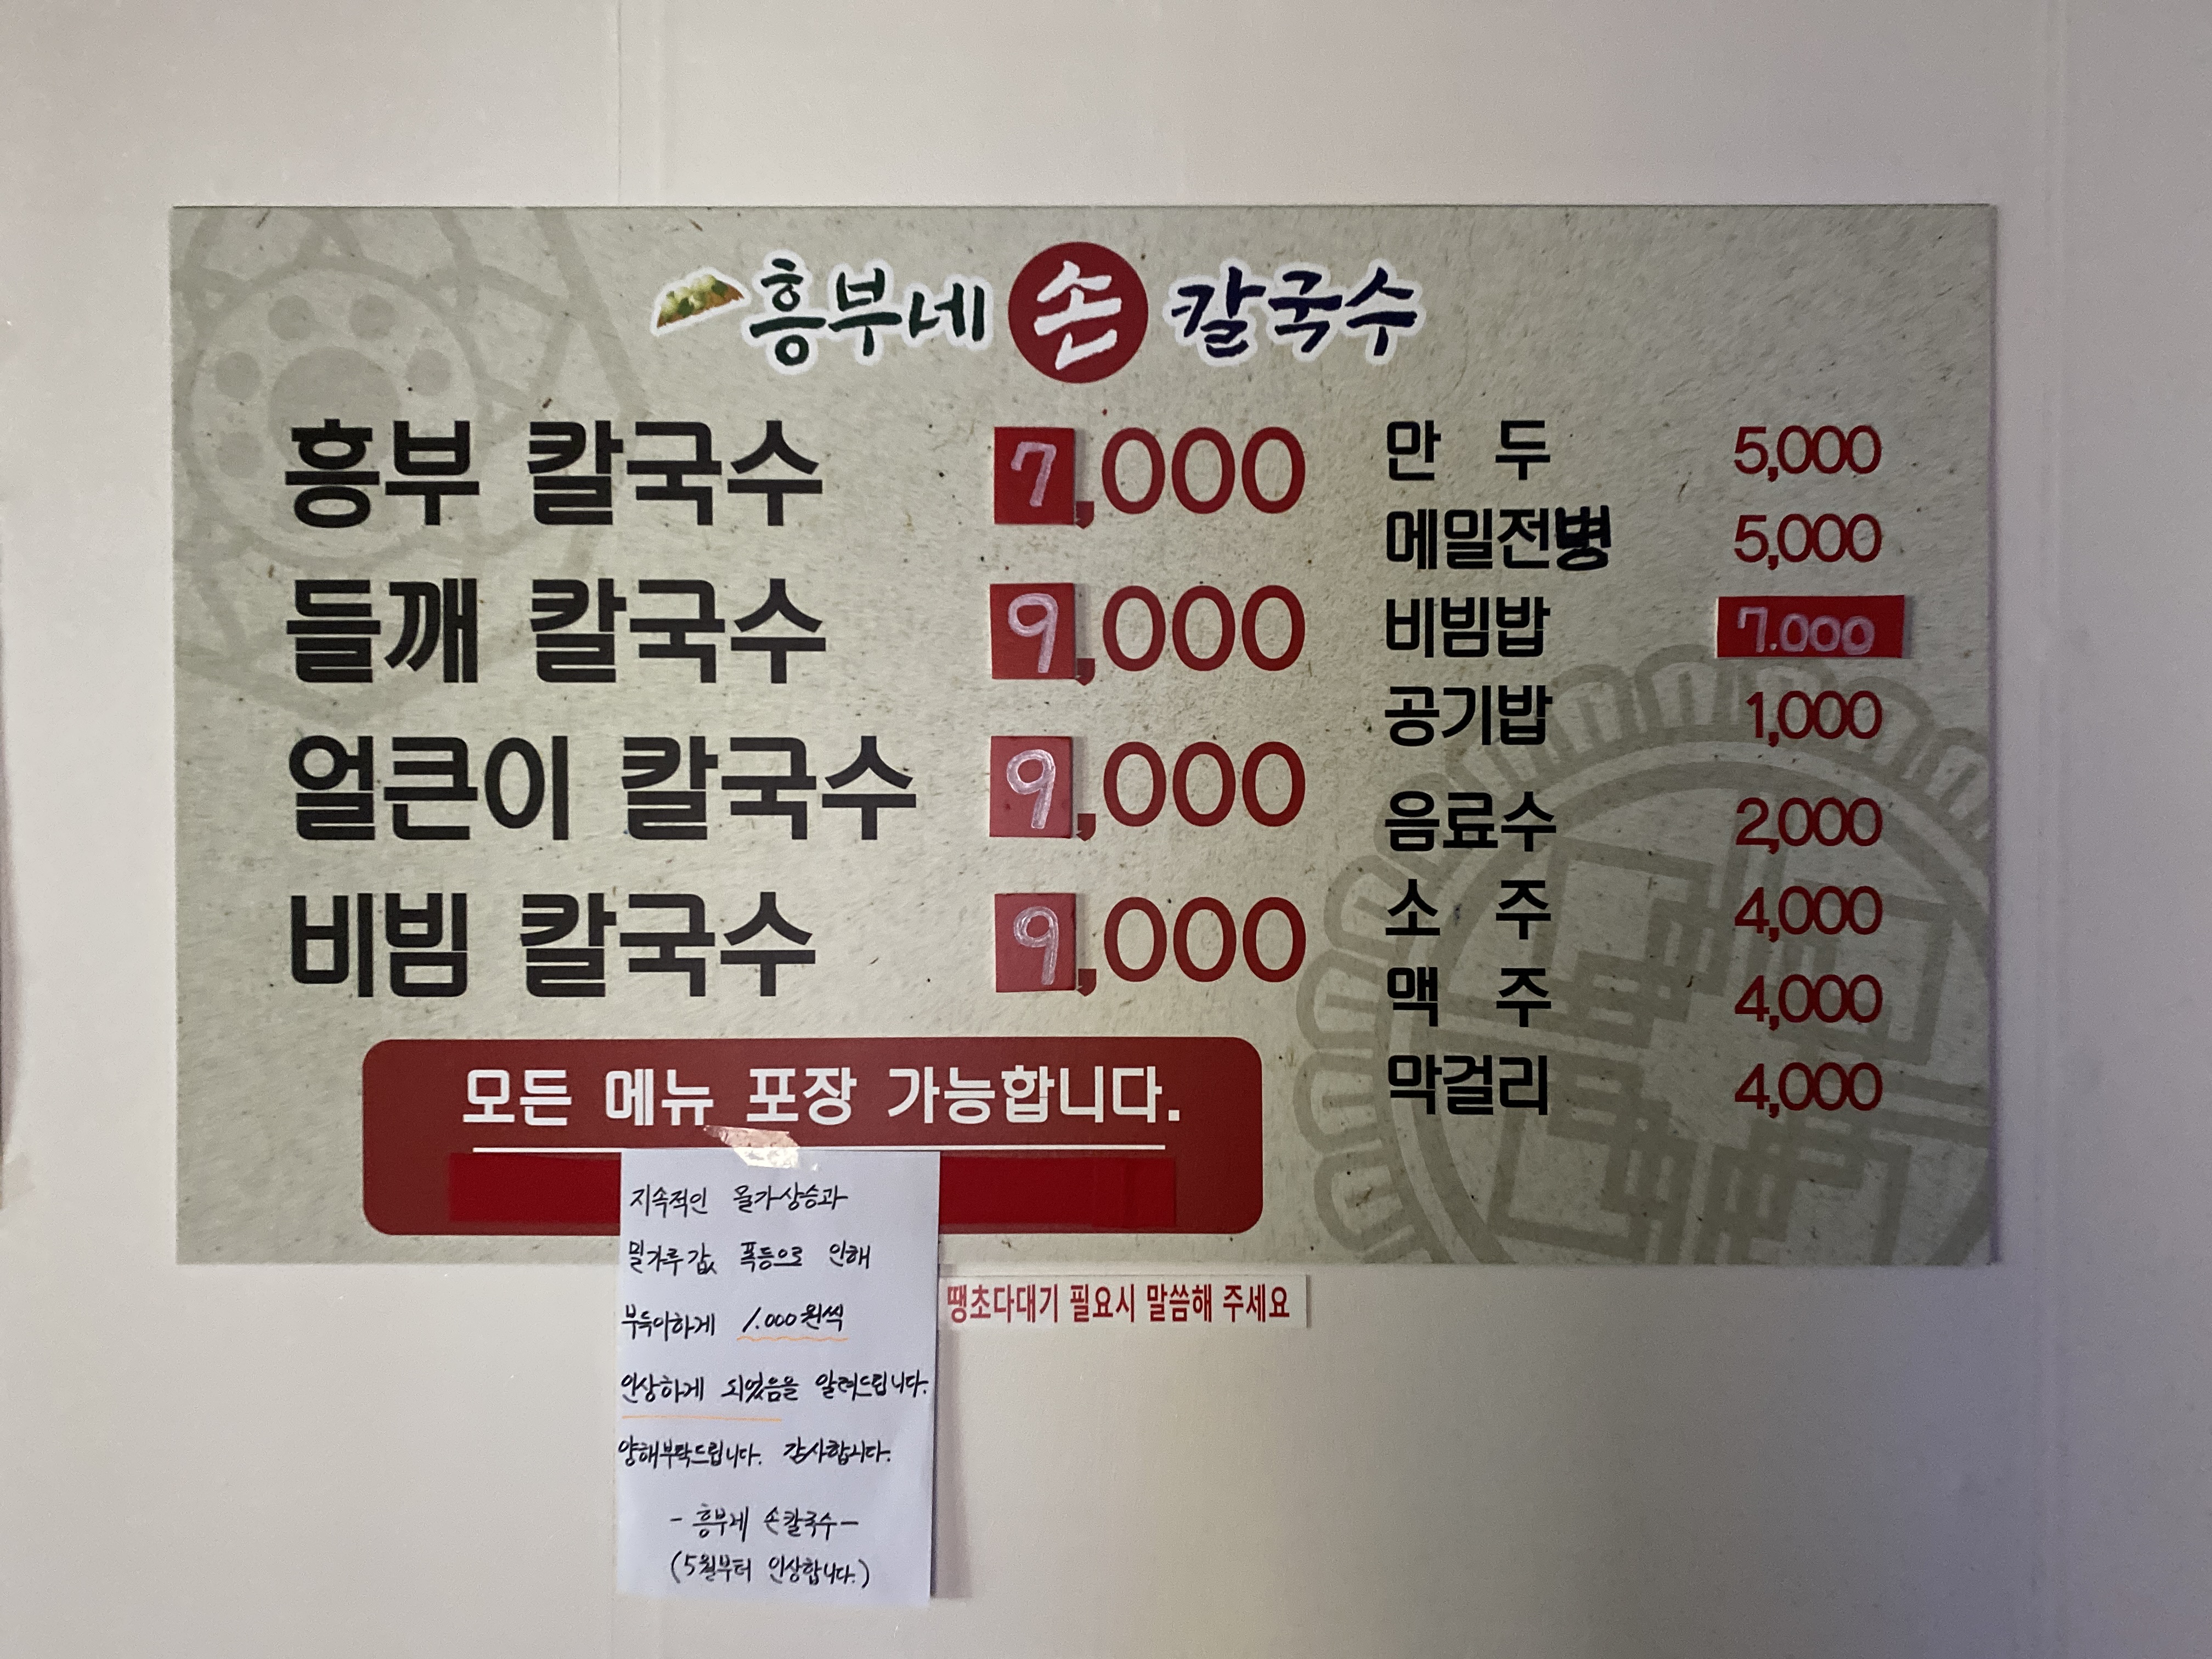 흥부네 손 칼국수
흥부 칼국수 7,000
들깨 칼국수 9,000
얼큰이 칼국수 9,000
비빔 칼국수 9,000
만 두 5,000
메밀전병 5,000
비빔밥 7.000
공기밥 1,000
음료수 2,000
소 주 4,000
맥 주 4,000
막걸리 4,000
모든 메뉴 포장 가능합니다.
지속적인 물가상승과
밀가루값 폭등으로 인해
부득이하게 1.000원씩
인상하게 되었음을 알려드립니다.
양해부탁드립니다. 감사합니다.
- 흥부네 손칼국수 -
(5월부터 인상합니다.)
땡초다대기 필요시 말씀해 주세요